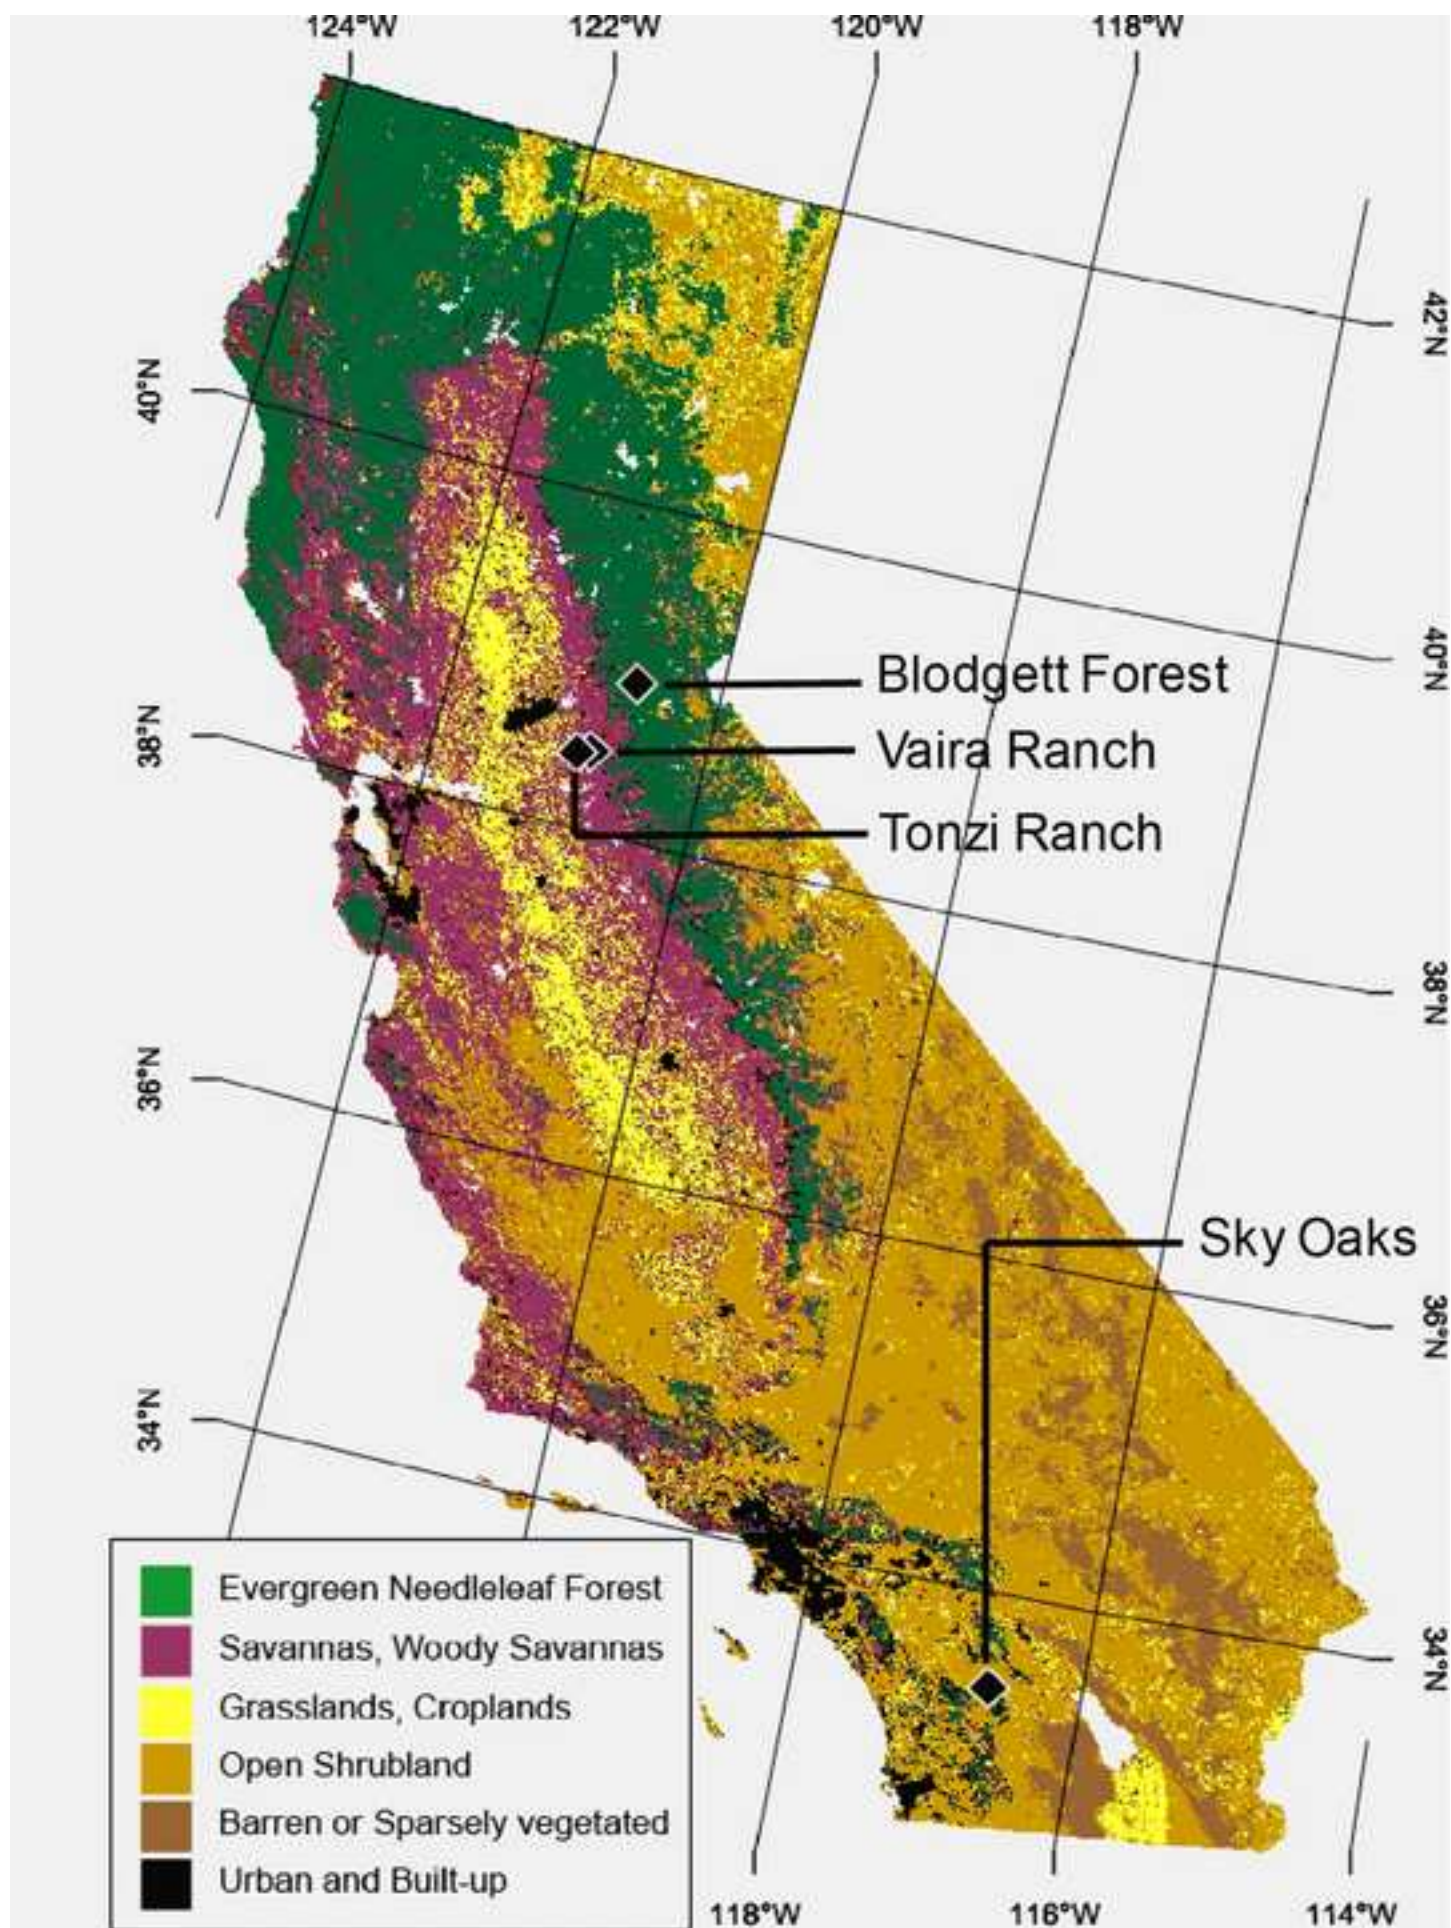 124°W
122°W
120°W
118°W
42°N
40°N
40°N
Blodgett Forest
38°N
Vaira Ranch
Tonzi Ranch
38°N
36°N
Sky Oaks
36°N
34°N
34°N
Evergreen Needleleaf Forest
Savannas, Woody Savannas
Grasslands, Croplands
Open Shrubland
Barren or Sparsely vegetated
Urban and Built-up
118°W
116°W
114°W